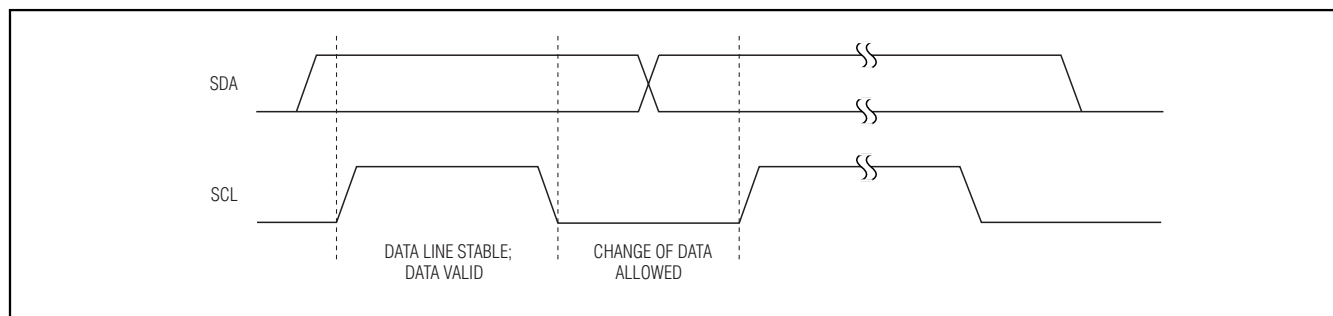 SDA
SCL
DATA LINE STABLE;
DATA VALID
CHANGE OF DATA
ALLOWED